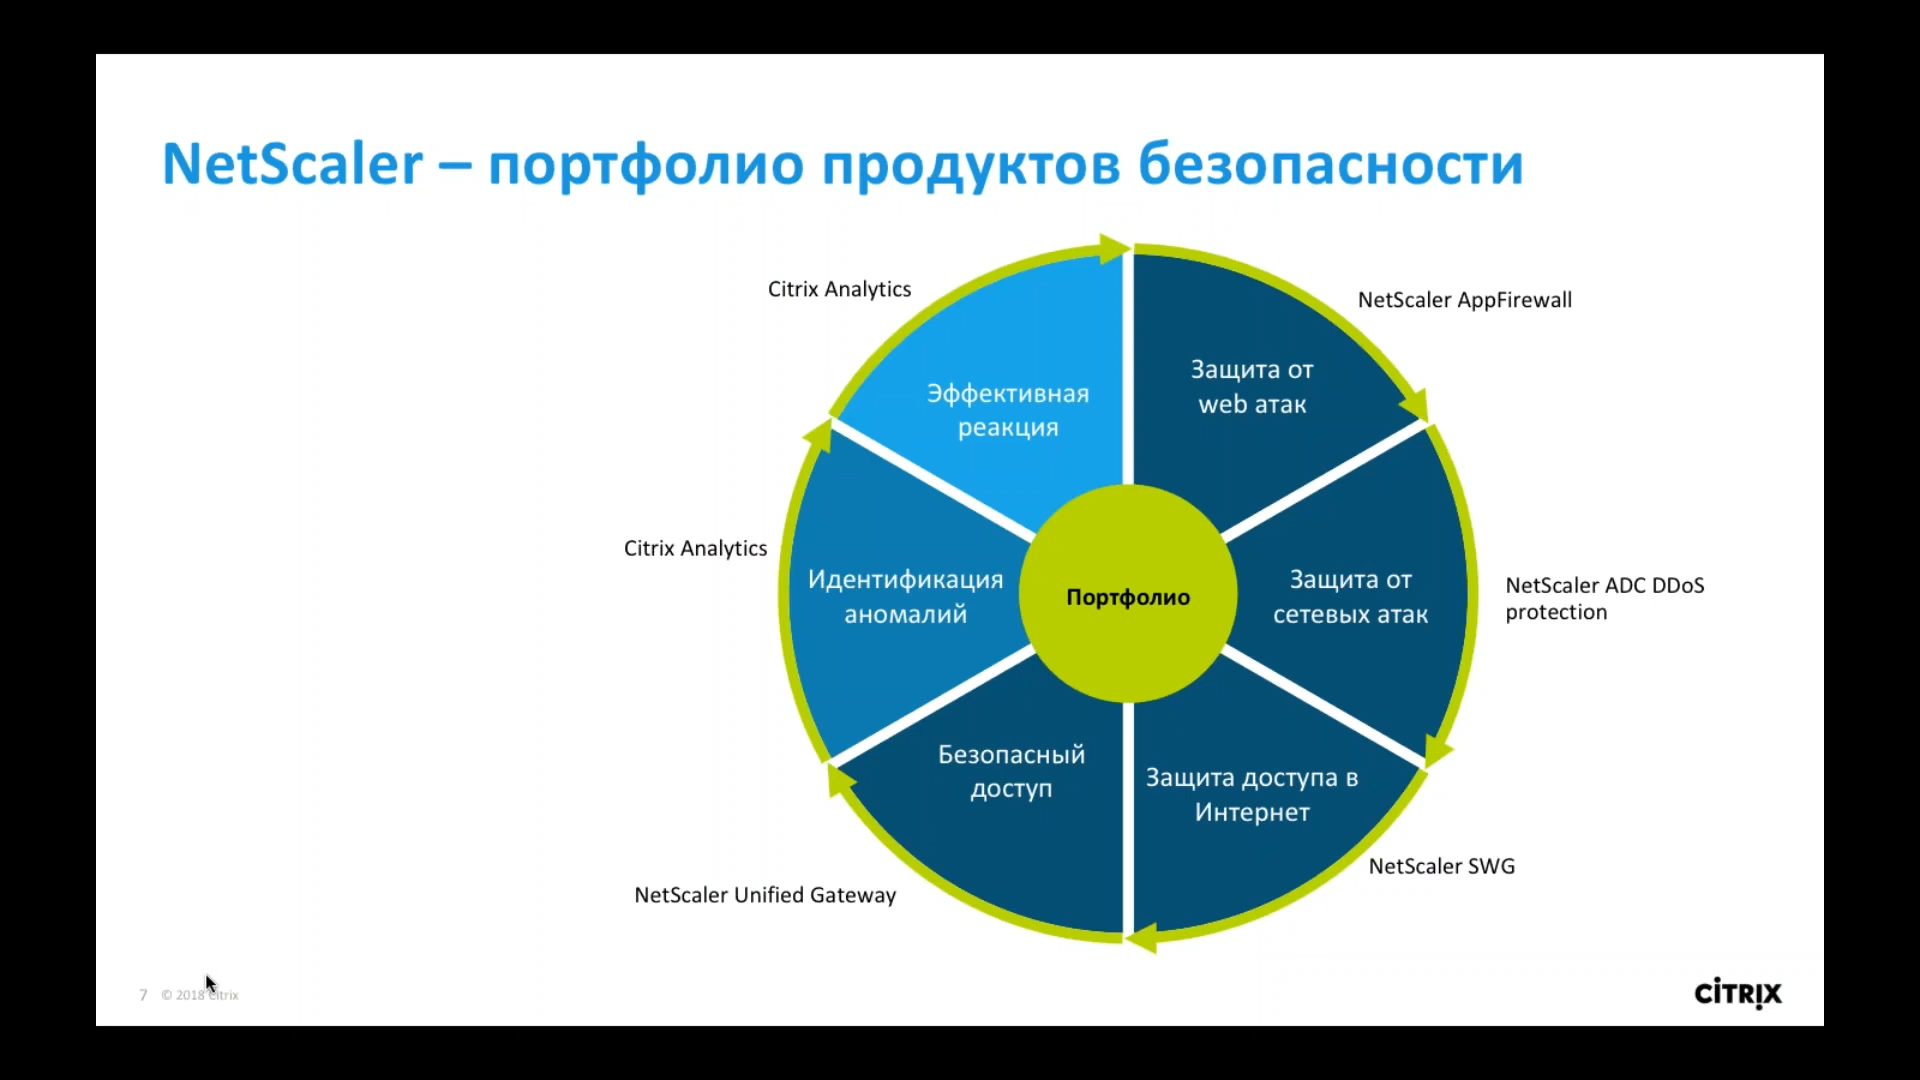 NetScaler – портфолио продуктов безопасности
Citrix Analytics
NetScaler AppFirewall
Эффективная
реакция
Защита от
web атак
Citrix Analytics
Идентификация
аномалий
Портфолио
Защита от
сетевых атак
NetScaler ADC DDoS
protection
Безопасный
доступ
Защита доступа в
Интернет
NetScaler Unified Gateway
NetScaler SWG
7 © 2018 Citrix
CITRIX